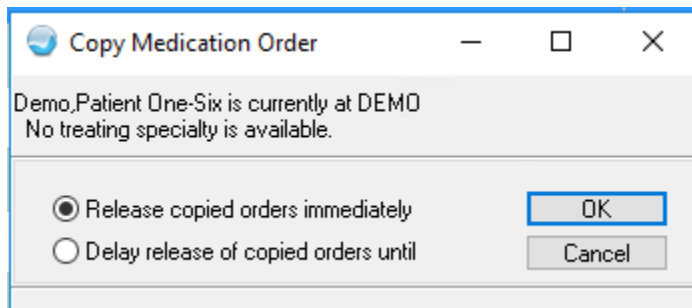 Copy Medication Order
Demo,Patient One-Six is currently at DEMO
No treating specialty is available.
Release copied orders immediately
OK
Delay release of copied orders until
Cancel